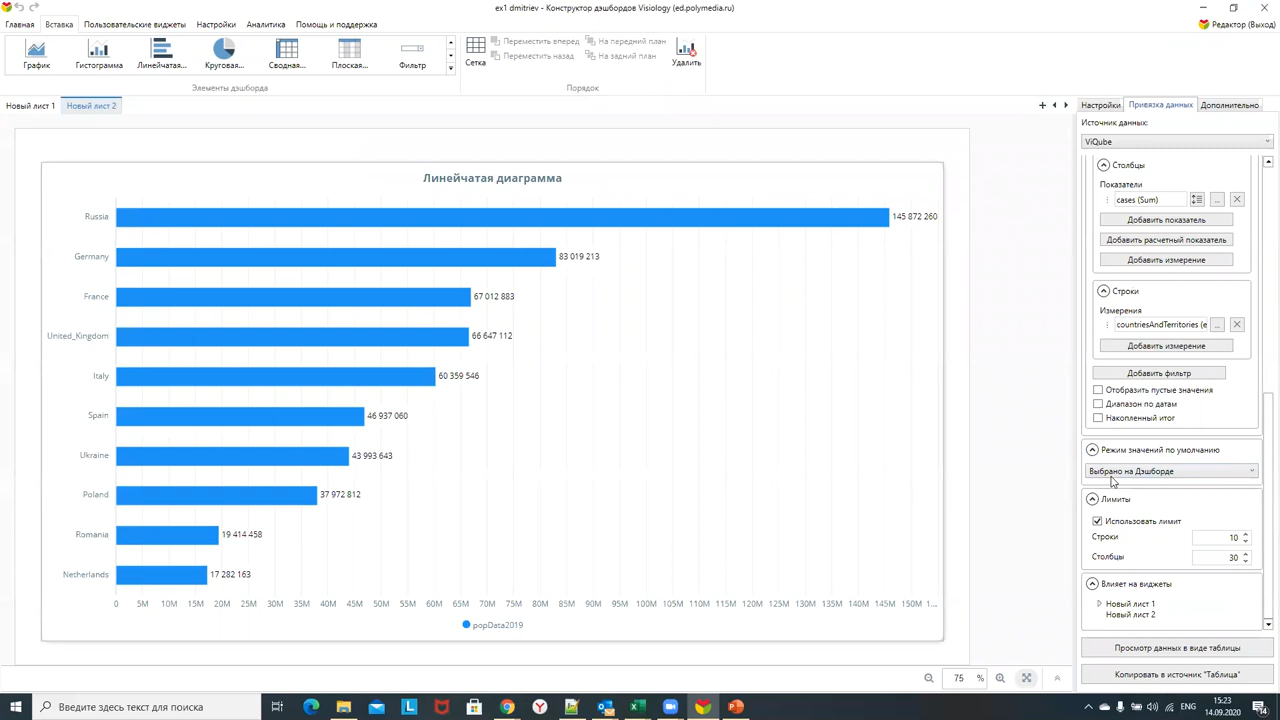 ex1 dmitriev - Конструктор дэшбордов Visiology (ed.polymedia.ru)
Главная Вставка Пользовательские виджеты Настройки Аналитика Помощь и поддержка Редактор (Выход)
График Гистограмма Линейчатая... Круговая... Сводная... Плоская... Фильтр Сетка Переместить вперед На передний план Удалить
Переместить назад На задний план
Элементы дэшборда Порядок
Новый лист 1 Новый лист 2 Настройки Привязка данных Дополнительно
Источник данных:
ViQube
Столбцы
Показатели
cases (Sum) ...
Добавить показатель
Добавить расчетный показатель
Добавить измерение
Строки
Измерения
countriesAndTerritories (e ...
Добавить измерение
Добавить фильтр
Отобразить пустые значения
Диапазон по датам
Накопленный итог
Режим значений по умолчанию
Выбрано на Дэшборде
Лимиты
Использовать лимит
Строки 10
Столбцы 30
Влияет на виджеты
Новый лист 1
Новый лист 2
Просмотр данных в виде таблицы
Копировать в источник "Таблица"
Линейчатая диаграмма
Russia 145 872 260
Germany 83 019 213
France 67 012 883
United_Kingdom 66 647 112
Italy 60 359 546
Spain 46 937 060
Ukraine 43 993 643
Poland 37 972 812
Romania 19 414 458
Netherlands 17 282 163
0 5M 10M 15M 20M 25M 30M 35M 40M 45M 50M 55M 60M 65M 70M 75M 80M 85M 90M 95M 100M 105M 110M 115M 120M 125M 130M 135M 140M 145M 150M 1...
popData2019
75 %
Введите здесь текст для поиска
ENG 15:23
14.09.2020